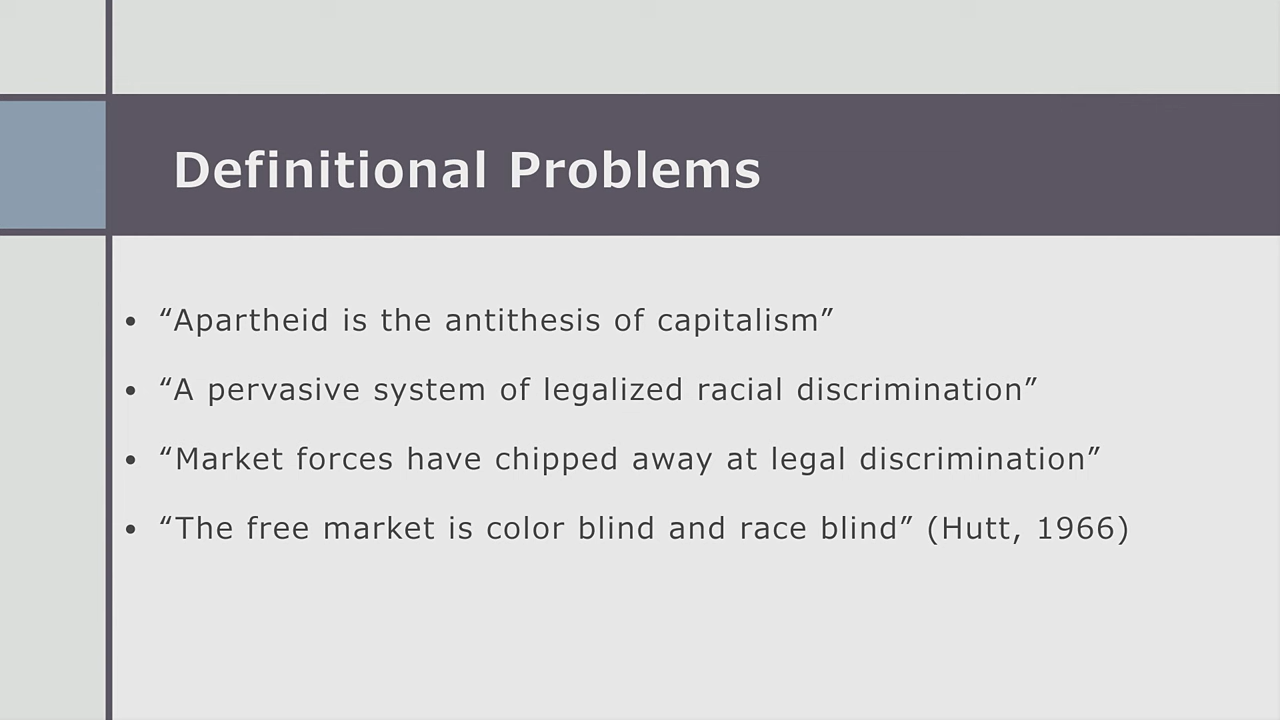 Definitional Problems
• “Apartheid is the antithesis of capitalism”
• “A pervasive system of legalized racial discrimination”
• “Market forces have chipped away at legal discrimination”
• “The free market is color blind and race blind” (Hutt, 1966)